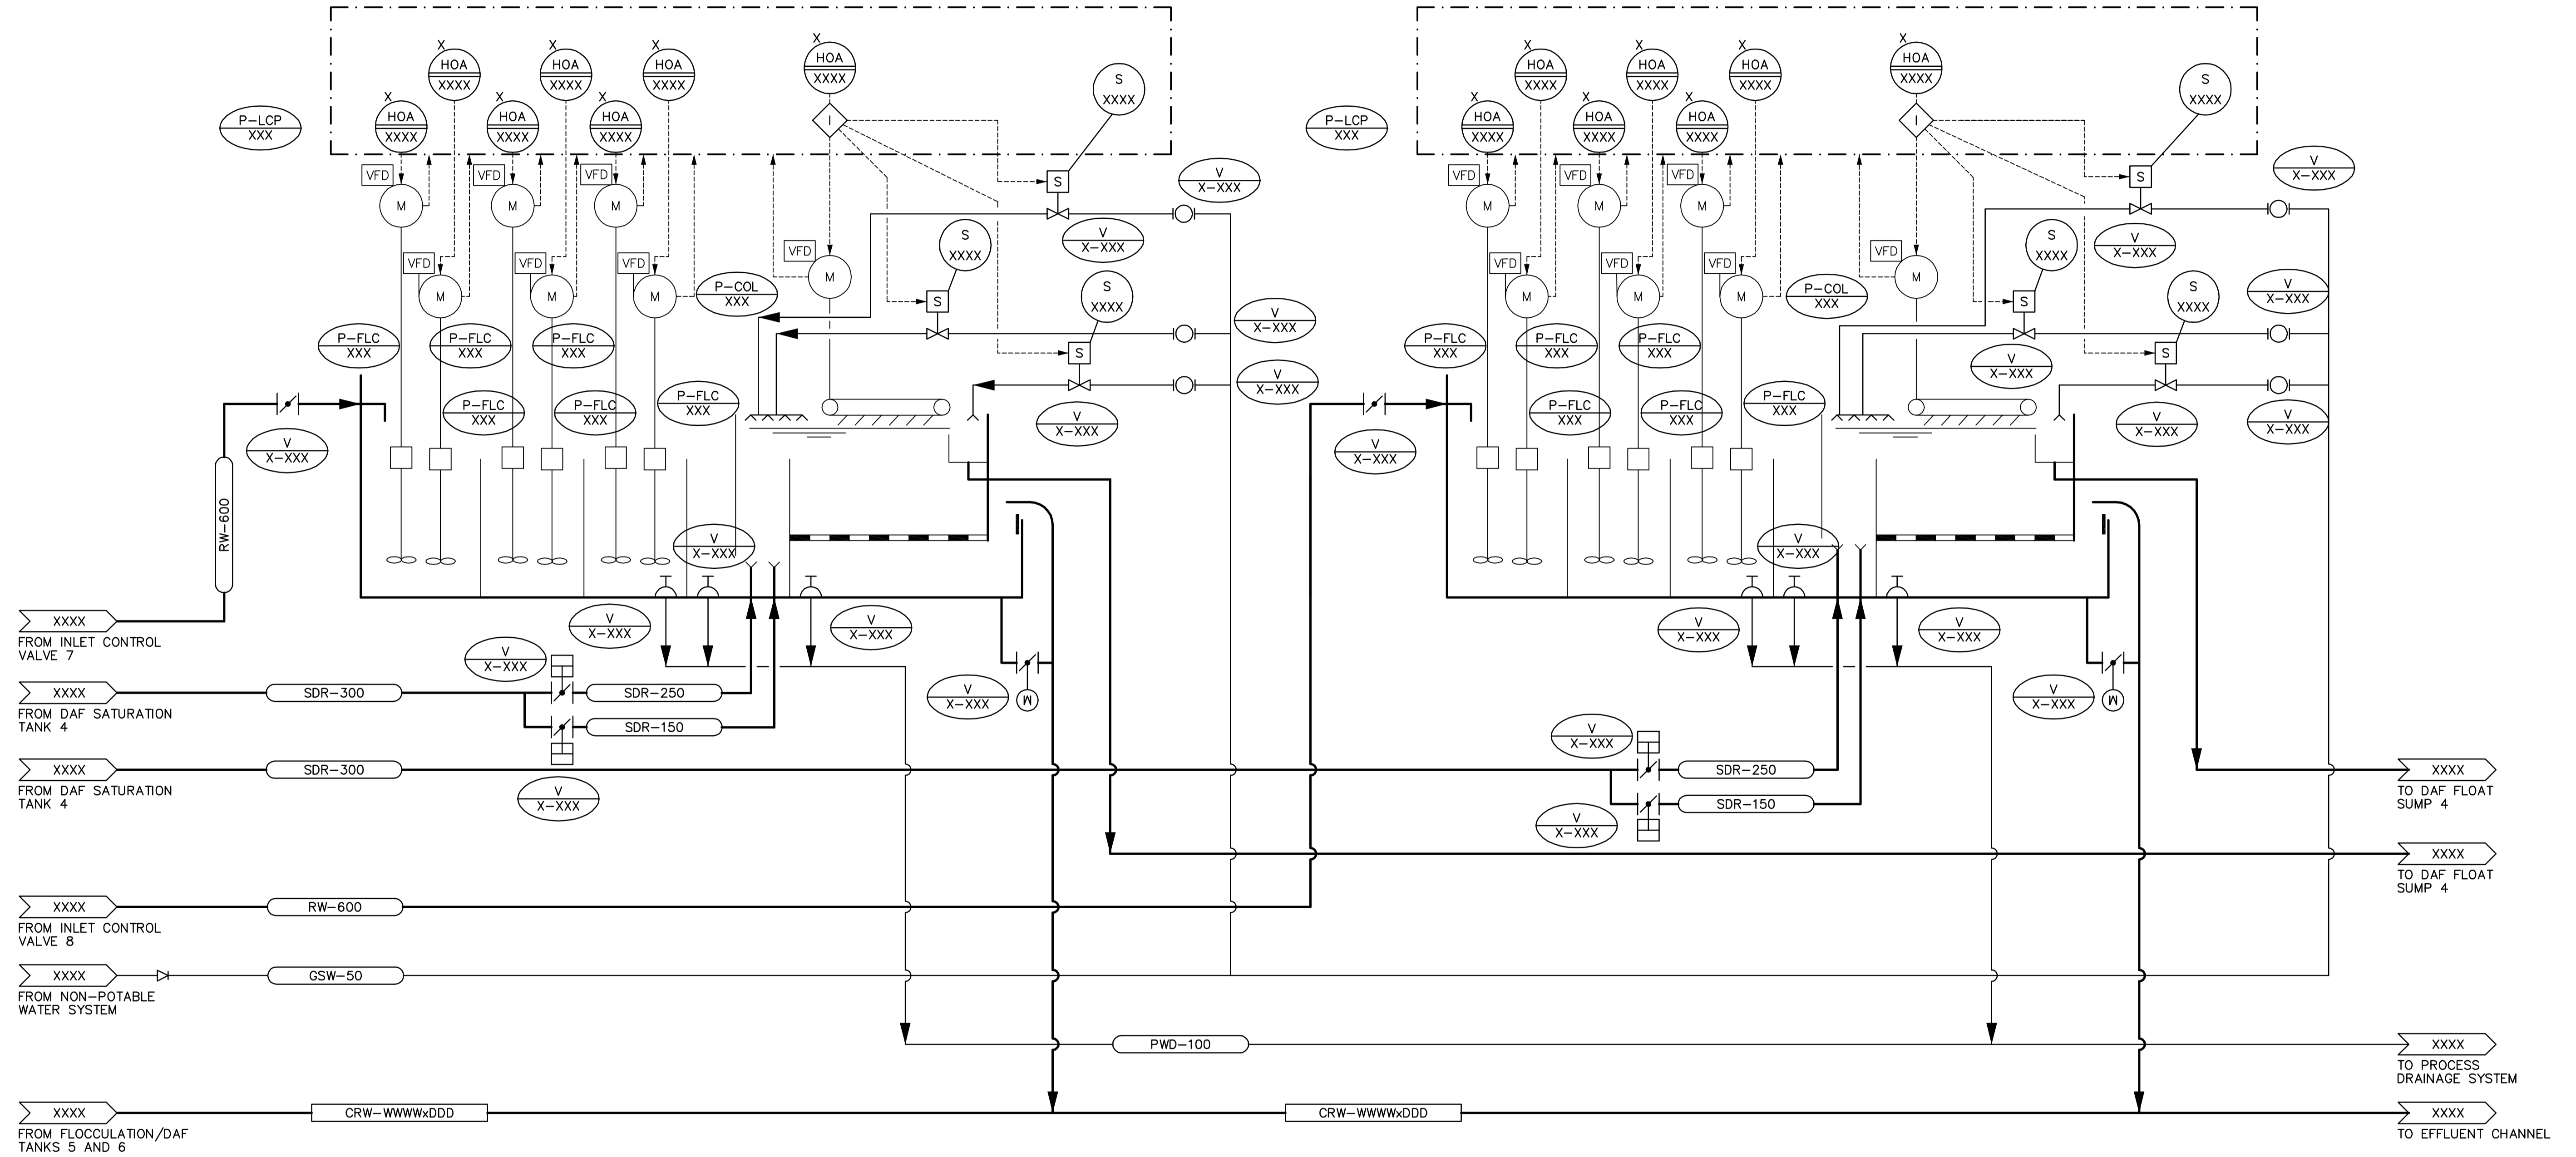 X
HOA
XXXX
X
HOA
XXXX
X
HOA
XXXX
X
HOA
XXXX
S
XXXX
X
HOA
XXXX
X
HOA
XXXX
X
HOA
XXXX
I
P-LCP
XXX
VFD
VFD
VFD
M
M
M
S
V
X-XXX
V
X-XXX
S
XXXX
VFD
M
VFD
VFD
VFD
M
M
M
P-COL
XXX
S
S
XXXX
V
X-XXX
P-FLC
XXX
P-FLC
XXX
P-FLC
XXX
S
V
X-XXX
P-FLC
XXX
P-FLC
XXX
P-FLC
XXX
V
X-XXX
V
X-XXX
RW-600
V
X-XXX
V
X-XXX
V
X-XXX
X
HOA
XXXX
X
HOA
XXXX
X
HOA
XXXX
X
HOA
XXXX
S
XXXX
X
HOA
XXXX
X
HOA
XXXX
X
HOA
XXXX
I
P-LCP
XXX
VFD
VFD
VFD
M
M
M
S
V
X-XXX
V
X-XXX
S
XXXX
VFD
M
VFD
VFD
VFD
M
M
M
P-COL
XXX
S
S
XXXX
V
X-XXX
P-FLC
XXX
P-FLC
XXX
P-FLC
XXX
S
V
X-XXX
P-FLC
XXX
P-FLC
XXX
P-FLC
XXX
V
X-XXX
V
X-XXX
V
X-XXX
V
X-XXX
V
X-XXX
V
X-XXX
XXXX
FROM INLET CONTROL
VALVE 7
V
X-XXX
XXXX
SDR-300
SDR-250
V
X-XXX
M
V
X-XXX
M
FROM DAF SATURATION
TANK 4
SDR-150
V
X-XXX
XXXX
SDR-300
SDR-250
XXXX
FROM DAF SATURATION
TANK 4
V
X-XXX
SDR-150
TO DAF FLOAT
SUMP 4
V
X-XXX
XXXX
TO DAF FLOAT
SUMP 4
XXXX
RW-600
FROM INLET CONTROL
VALVE 8
XXXX
GSW-50
FROM NON-POTABLE
WATER SYSTEM
PWD-100
XXXX
TO PROCESS
DRAINAGE SYSTEM
XXXX
CRW-WWWWxDDD
CRW-WWWWxDDD
XXXX
FROM FLOCCULATION/DAF
TANKS 5 AND 6
TO EFFLUENT CHANNEL